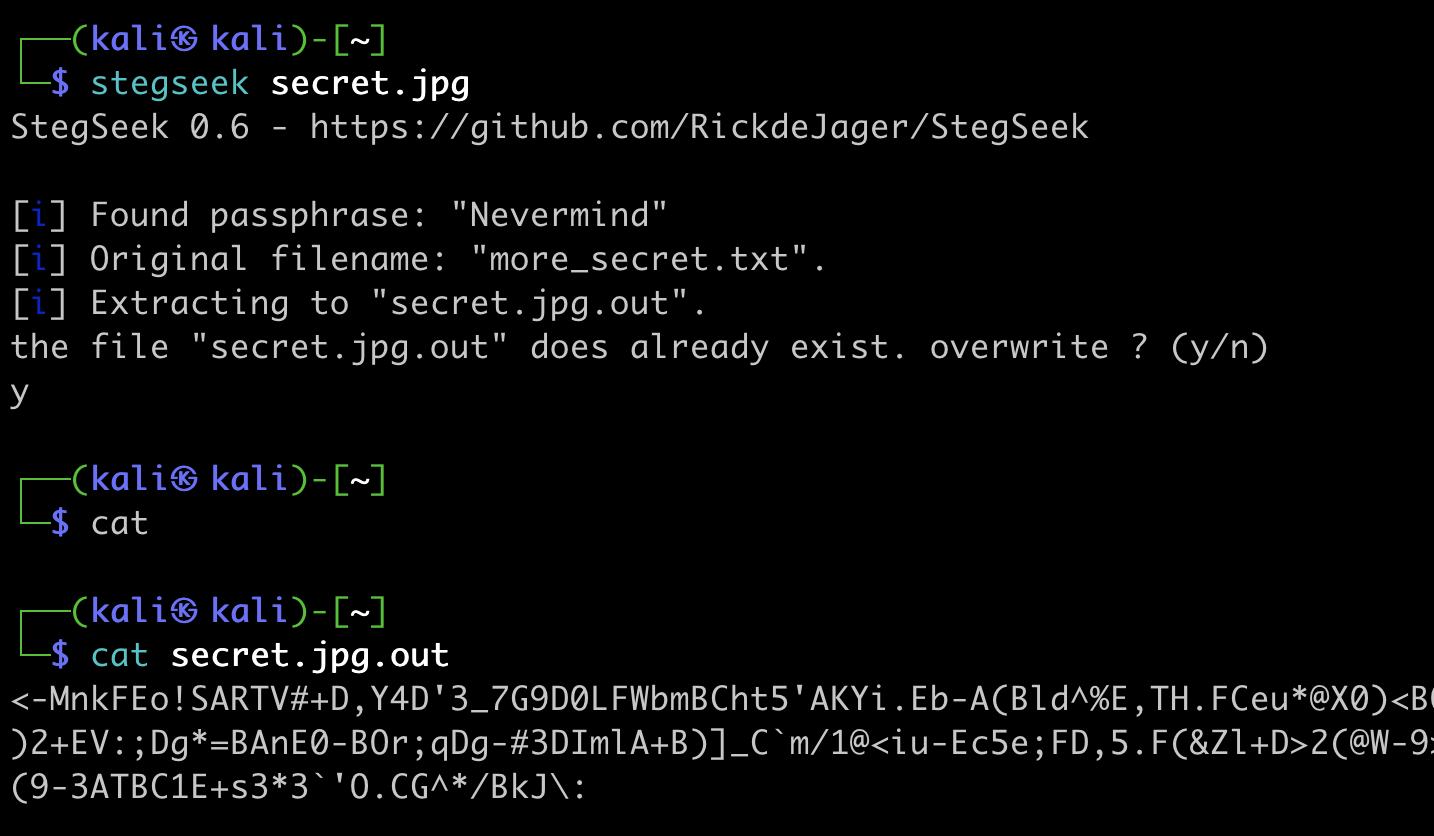 ┌──(kali㉿kali)-[~]
└─$ stegseek secret.jpg
StegSeek 0.6 - https://github.com/RickdeJager/StegSeek
[i] Found passphrase: "Nevermind"
[i] Original filename: "more_secret.txt".
[i] Extracting to "secret.jpg.out".
the file "secret.jpg.out" does already exist. overwrite ? (y/n)
y
┌──(kali㉿kali)-[~]
└─$ cat
┌──(kali㉿kali)-[~]
└─$ cat secret.jpg.out
<-MnkFEo!SARTV#+D,Y4D'3_7G9D0LFWbmBCht5'AKYi.Eb-A(Bld^%E,TH.FCeu*@X0)<B
)2+EV:;Dg*=BAnE0-BOr;qDg-#3DImlA+B)]_C`m/1@<iu-Ec5e;FD,5.F(&Zl+D>2(@W-9
(9-3ATBC1E+s3*3`'O.CG^*/BkJ\: